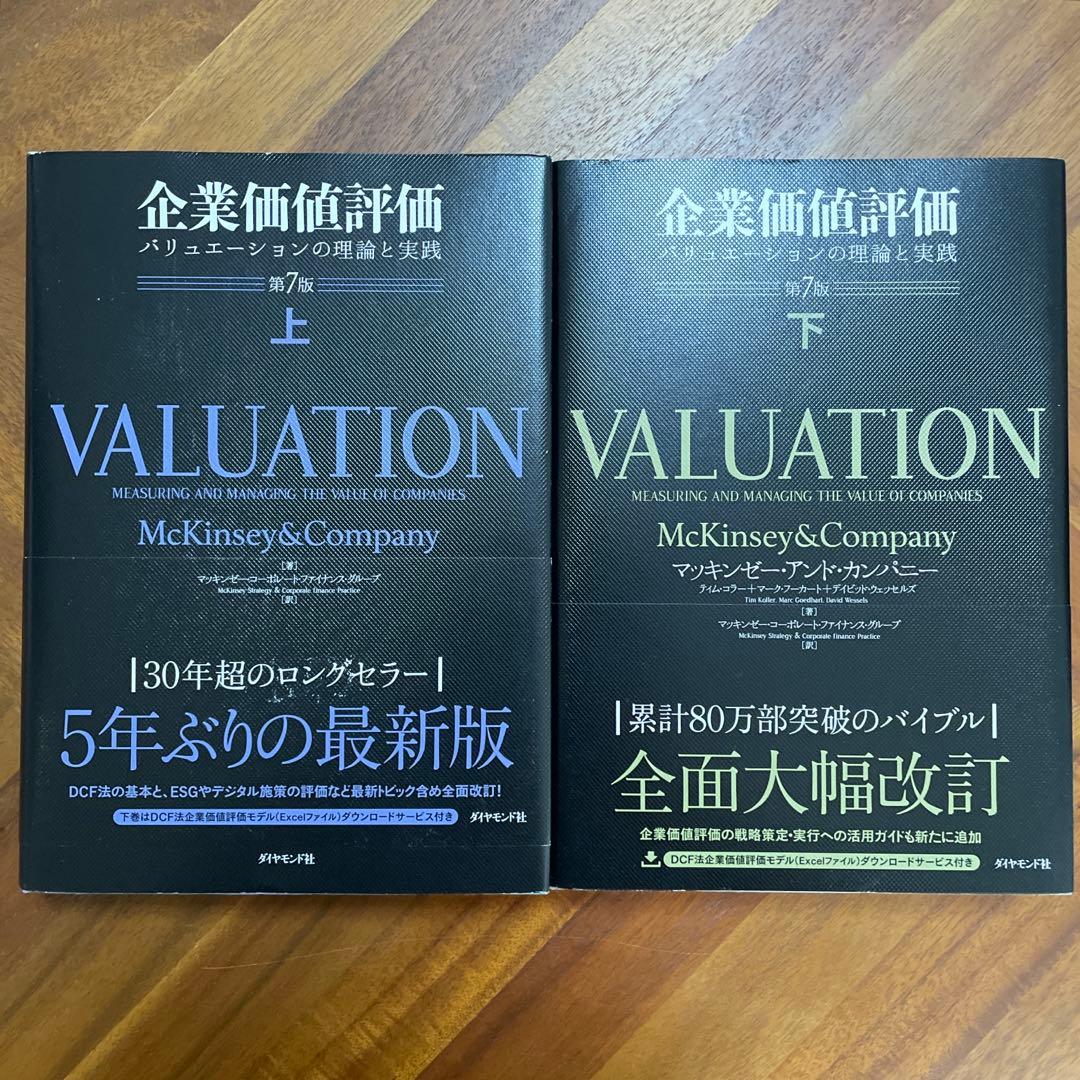 企業価値評価
バリュエーションの理論と実践
第7版
上
VALUATION
MEASURING AND MANAGING THE VALUE OF COMPANIES
McKinsey&Company
[著]
マッキンゼー・コーポレート・ファイナンス・グループ
McKinsey Strategy & Corporate Finance Practice
[訳]
30年超のロングセラー
5年ぶりの最新版
DCF法の基本と、ESGやデジタル施策の評価など最新トピック含め全面改訂!
下巻はDCF法企業価値評価モデル(Excelファイル)ダウンロードサービス付き
ダイヤモンド社
ダイヤモンド社
企業価値評価
バリュエーションの理論と実践
第7版
下
VALUATION
MEASURING AND MANAGING THE VALUE OF COMPANIES
McKinsey&Company
マッキンゼー・アンド・カンパニー
ティム・コラー+マーク・フーカート+デイビッド・ウェッセルズ
Tim Koller, Marc Goedhart, David Wessels
[著]
マッキンゼー・コーポレート・ファイナンス・グループ
McKinsey Strategy & Corporate Finance Practice
[訳]
累計80万部突破のバイブル
全面大幅改訂
企業価値評価の戦略策定・実行への活用ガイドも新たに追加
DCF法企業価値評価モデル(Excelファイル)ダウンロードサービス付き
ダイヤモンド社